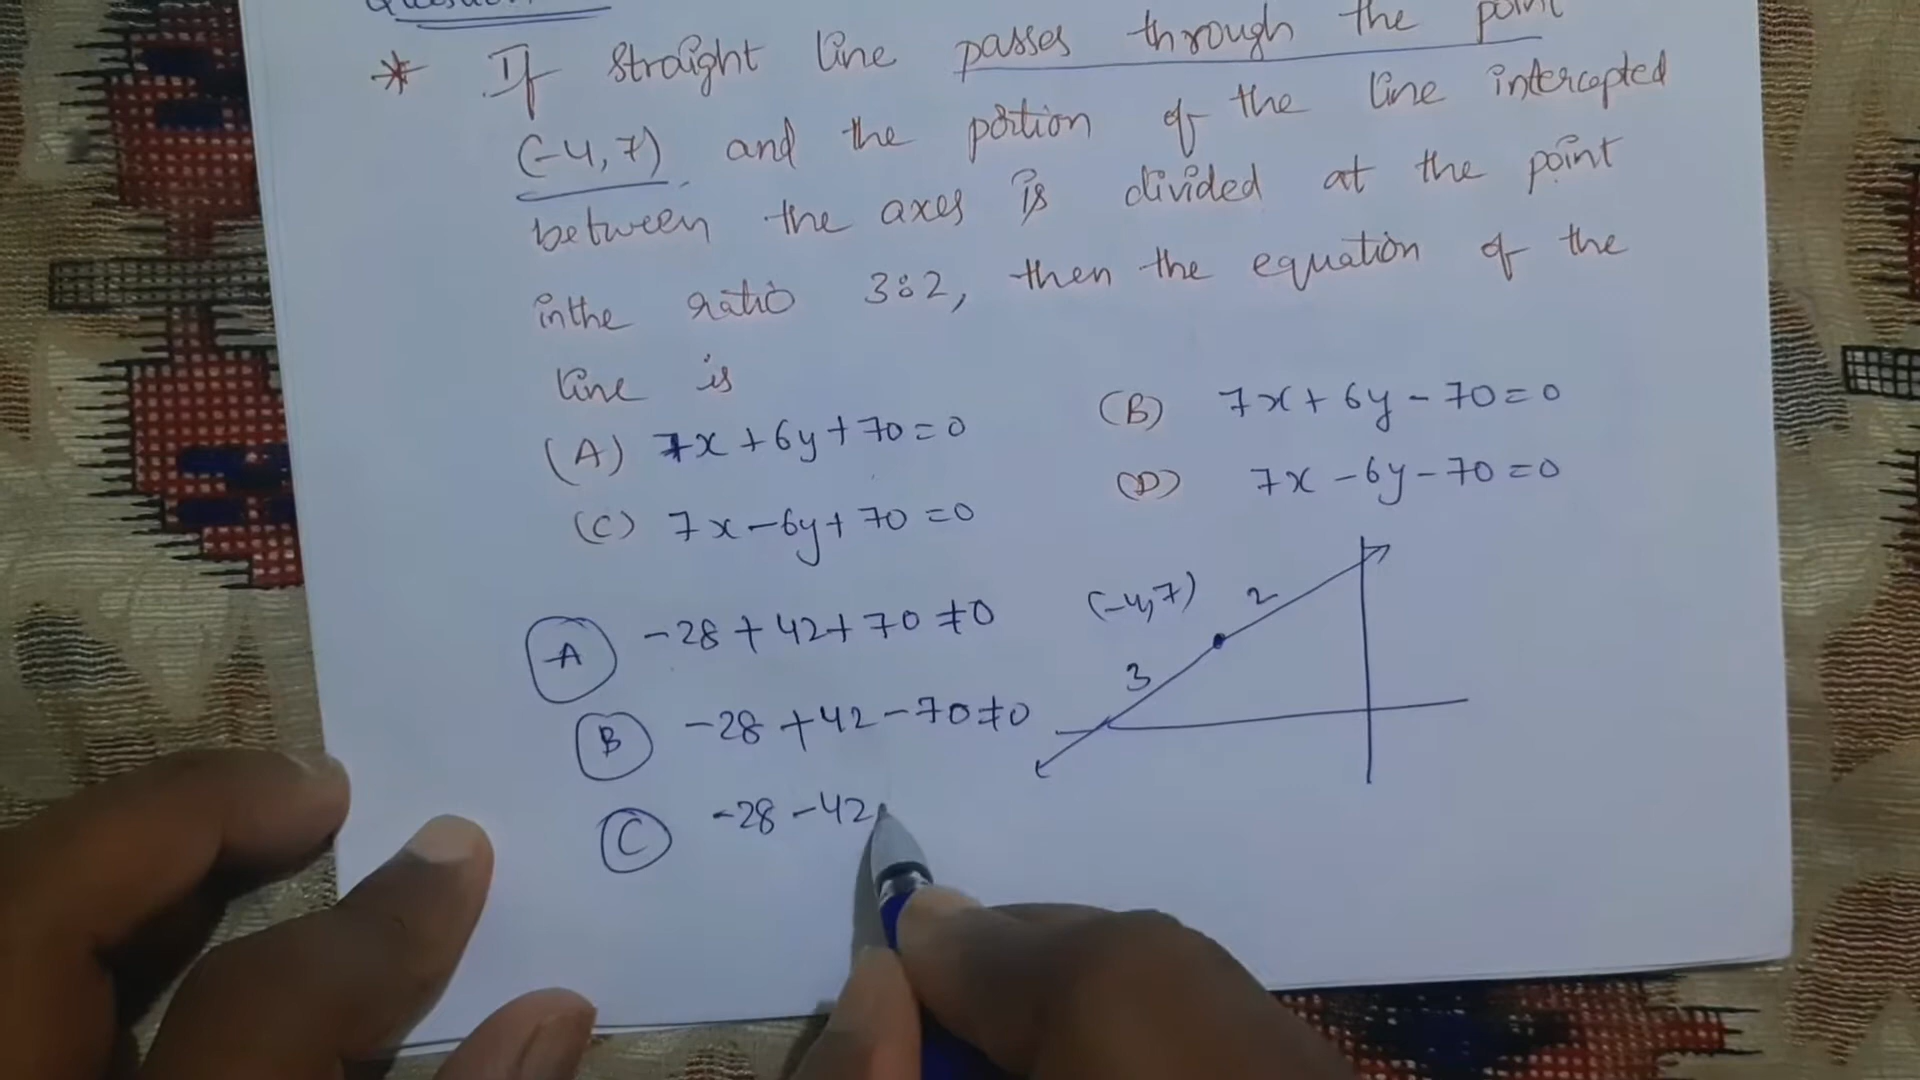 Question
* If straight line passes through the point
(-4,7) and the portion of the line intercepted
between the axes is divided at the point
inthe ratio 3:2, then the equation of the
line is
(A) 7x+6y+70=0 (B) 7x+6y-70=0
(C) 7x-6y+70=0 (D) 7x-6y-70=0
A -28+42+70≠0
B -28+42-70≠0
C -28-42
(-4,7) 2
3